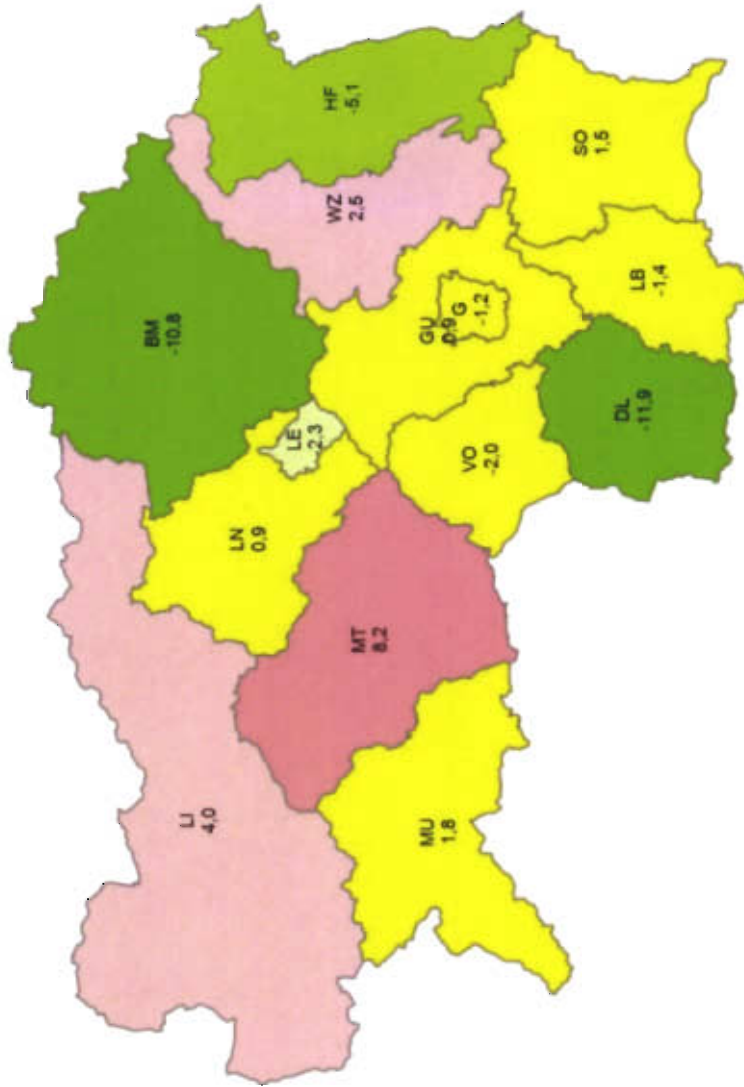 BM
-10,8
LI
4,0
LN
0,9
LE
-2,3
HF
-5,1
WZ
2,5
MT
8,2
MU
1,8
GU
0,9
G
-1,2
VO
-2,0
SO
1,5
DL
-11,9
LB
-1,4